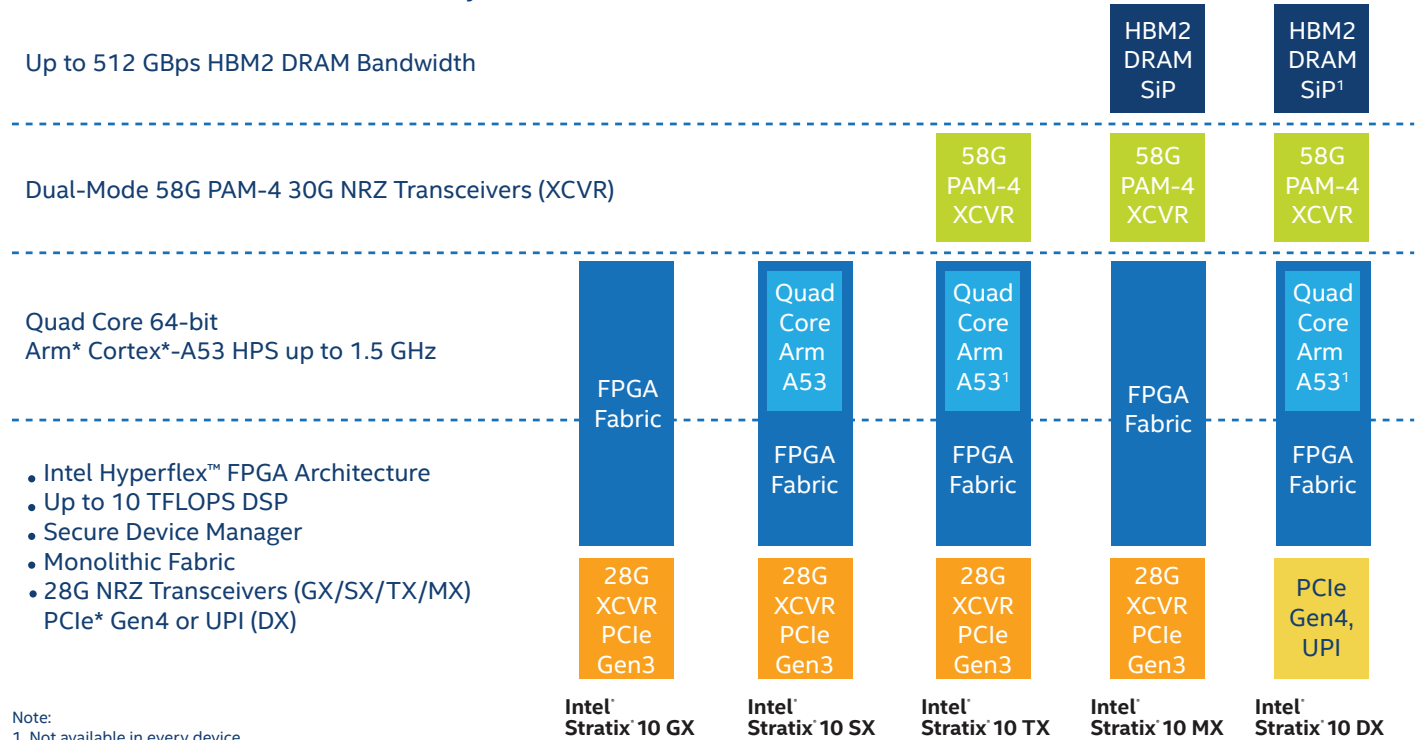 Up to 512 GBps HBM2 DRAM Bandwidth
HBM2
DRAM
SiP
HBM2
DRAM
SiP¹
Dual-Mode 58G PAM-4 30G NRZ Transceivers (XCVR)
58G
PAM-4
XCVR
58G
PAM-4
XCVR
58G
PAM-4
XCVR
Quad Core 64-bit
Arm* Cortex*-A53 HPS up to 1.5 GHz
FPGA
Fabric
Quad
Core
Arm
A53
FPGA
Fabric
Quad
Core
Arm
A53¹
FPGA
Fabric
FPGA
Fabric
Quad
Core
Arm
A53¹
FPGA
Fabric
• Intel Hyperflex™ FPGA Architecture
• Up to 10 TFLOPS DSP
• Secure Device Manager
• Monolithic Fabric
• 28G NRZ Transceivers (GX/SX/TX/MX)
PCIe* Gen4 or UPI (DX)
28G
XCVR
PCIe
Gen3
28G
XCVR
PCIe
Gen3
28G
XCVR
PCIe
Gen3
28G
XCVR
PCIe
Gen3
PCIe
Gen4,
UPI
Intel®
Stratix® 10 GX
Intel®
Stratix® 10 SX
Intel®
Stratix® 10 TX
Intel®
Stratix® 10 MX
Intel®
Stratix® 10 DX
Note:
1. Not available in every device